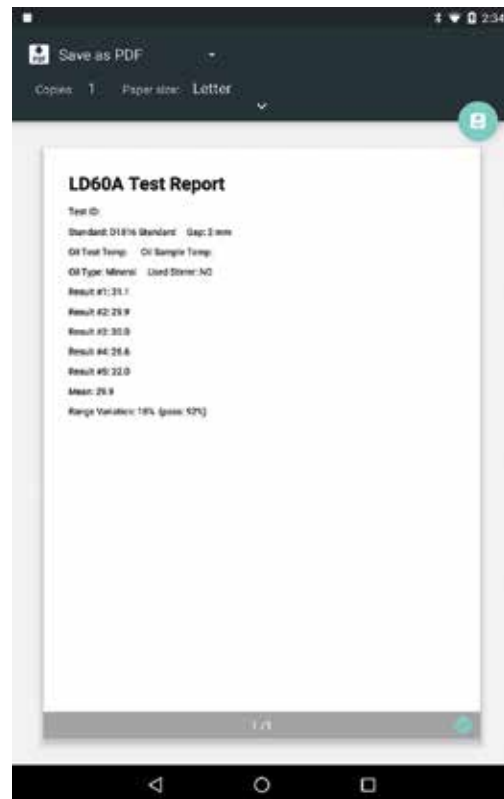 2:34
Save as PDF
Copies: 1 Paper size: Letter
LD60A Test Report
Test ID:
Standard: D1816 Standard Gap: 2 mm
Oil Test Temp: Oil Sample Temp:
Oil Type: Mineral Used Stirrer: NO
Result #1: 31.1
Result #2: 29.9
Result #3: 30.0
Result #4: 26.6
Result #5: 32.0
Mean: 29.9
Range Variation: 18% (pass: 92%)
1 /1